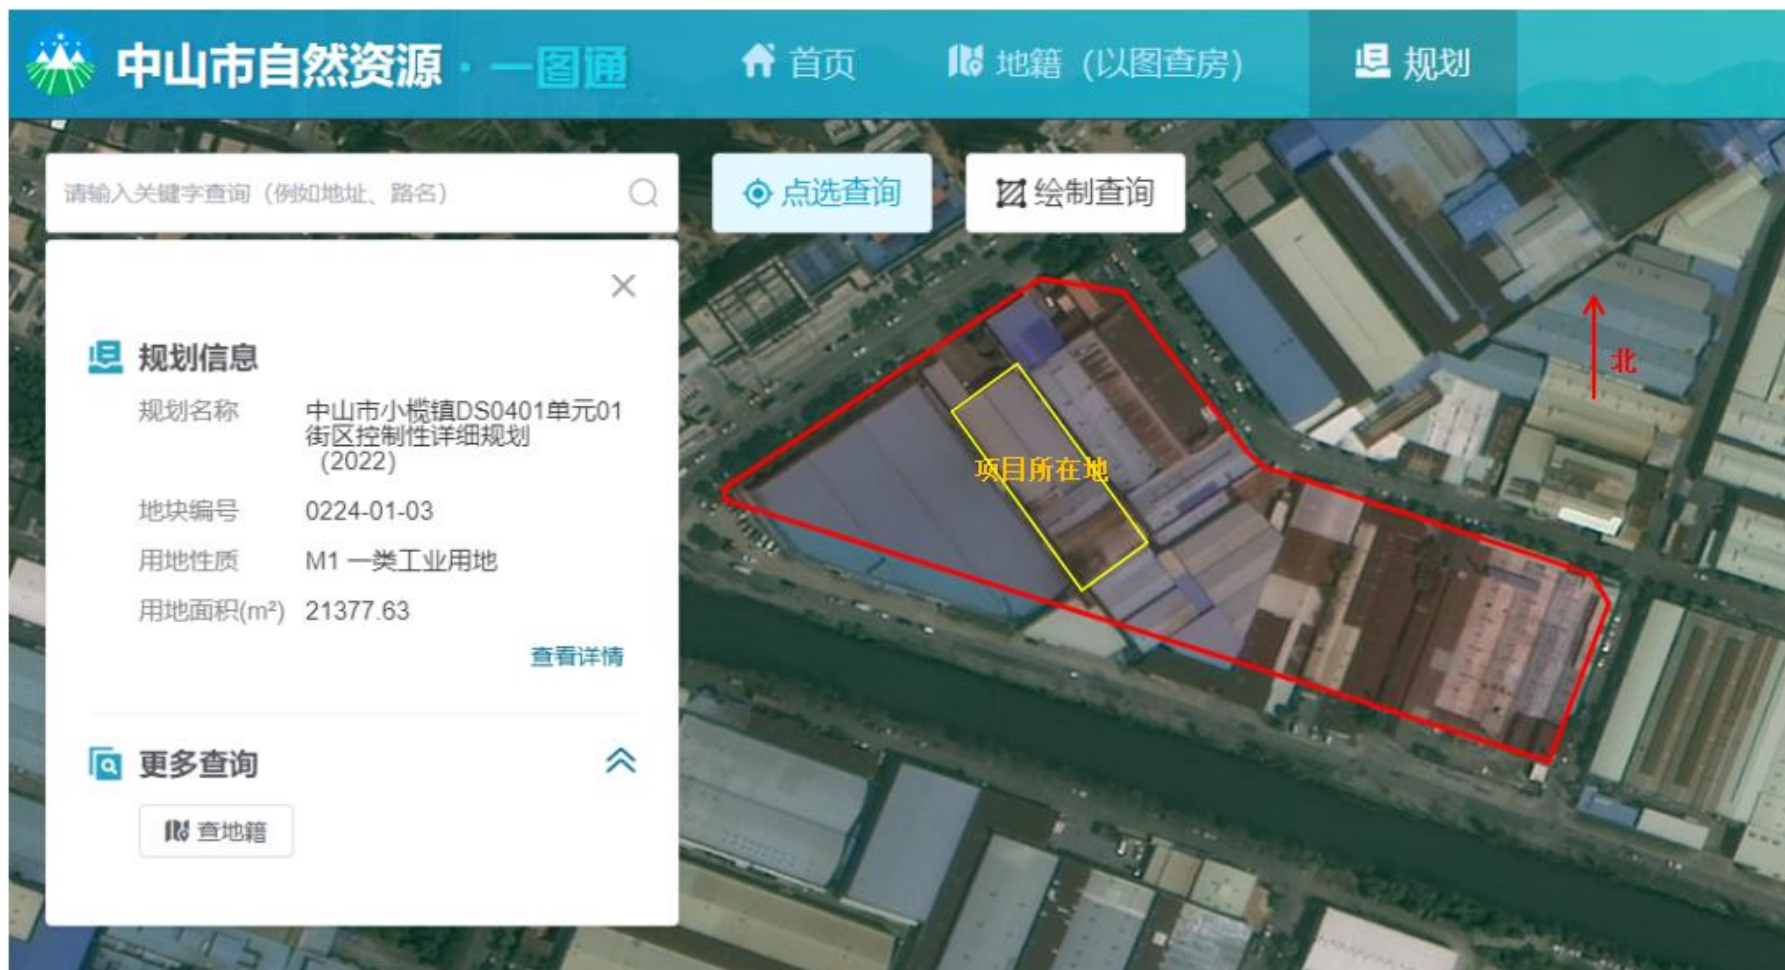 中山市自然资源·一图通
首页
地籍（以图查房）
规划
请输入关键字查询（例如地址、路名）
点选查询
绘制查询
规划信息
规划名称 中山市小榄镇DS0401单元01
街区控制性详细规划
（2022）
地块编号 0224-01-03
用地性质 M1 一类工业用地
用地面积(m²) 21377.63
查看详情
更多查询
查地籍
项目所在地
北